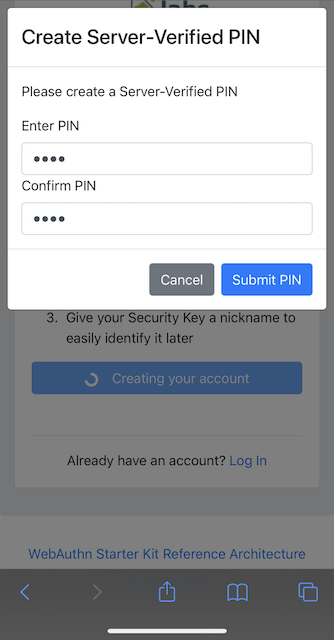 Create Server-Verified PIN
Please create a Server-Verified PIN
Enter PIN
Confirm PIN
Cancel
Submit PIN
3. Give your Security Key a nickname to
easily identify it later
Creating your account
Already have an account? Log In
WebAuthn Starter Kit Reference Architecture